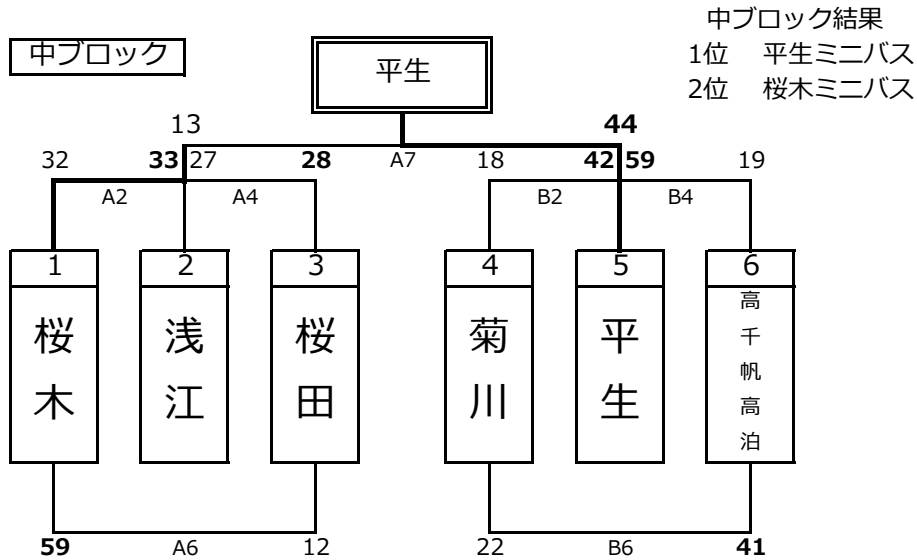 中ブロック結果
中ブロック
1位 平生ミニバス
平生
2位 桜木ミニバス
13 44
32 33 27 28 A7 18 42 59 19
A2 A4 B2 B4
1 2 3 4 5 6
桜木
浅江
桜田
菊川
平生
高千帆高泊
59 A6 12 22 B6 41